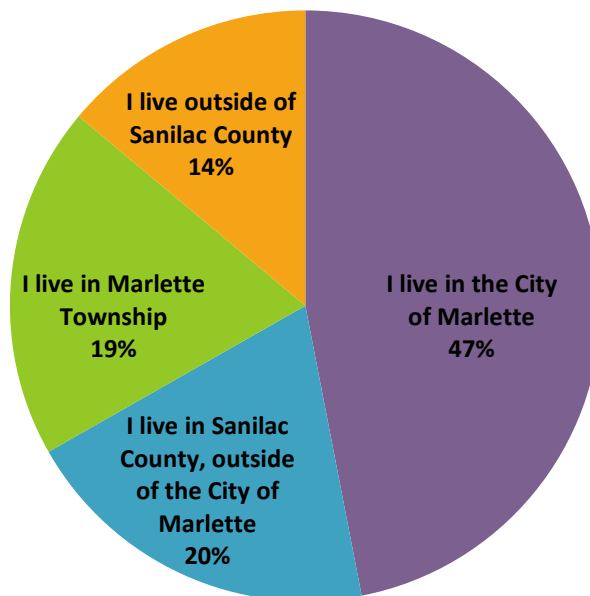 I live outside of
Sanilac County
14%
I live in the City
of Marlette
47%
I live in Marlette
Township
19%
I live in Sanilac
County, outside
of the City of
Marlette
20%